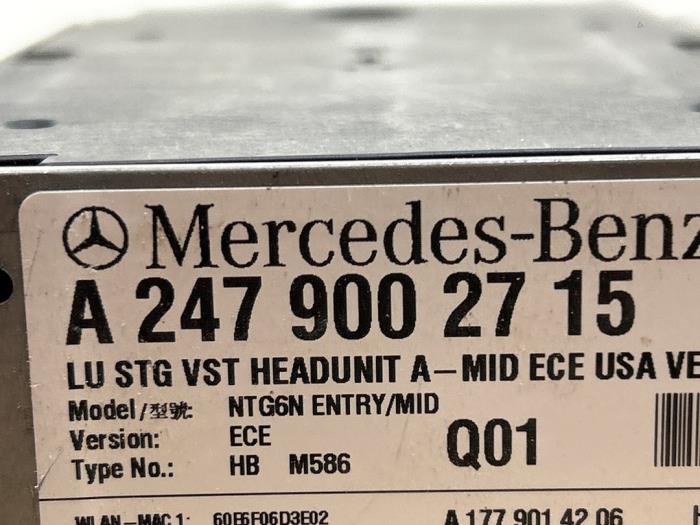 Mercedes-Benz
A 247 900 27 15
LU STG VST HEADUNIT A-MID ECE USA VE
Model/型號: NTG6N ENTRY/MID
Version: ECE
Type No.: HB M586
Q01
WLAN-MAC 1: 60E6F06D3E02
A 177 901 42 06